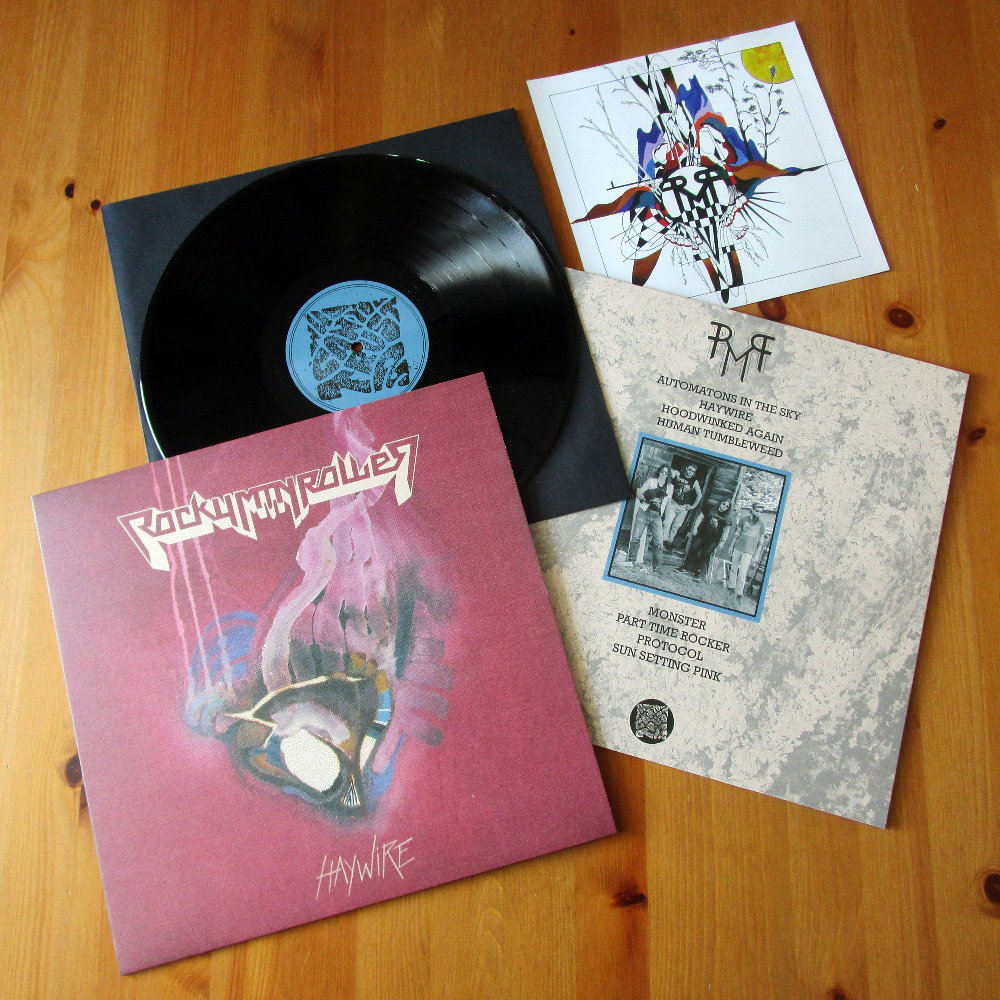 RMR
RMR
AUTOMATONS IN THE SKY
HAYWIRE
HOODWINKED AGAIN
HUMAN TUMBLEWEED
MONSTER
PART TIME ROCKER
PROTOCOL
SUN SETTING PINK
ROCKY MTN ROLLER
HAYWIRE